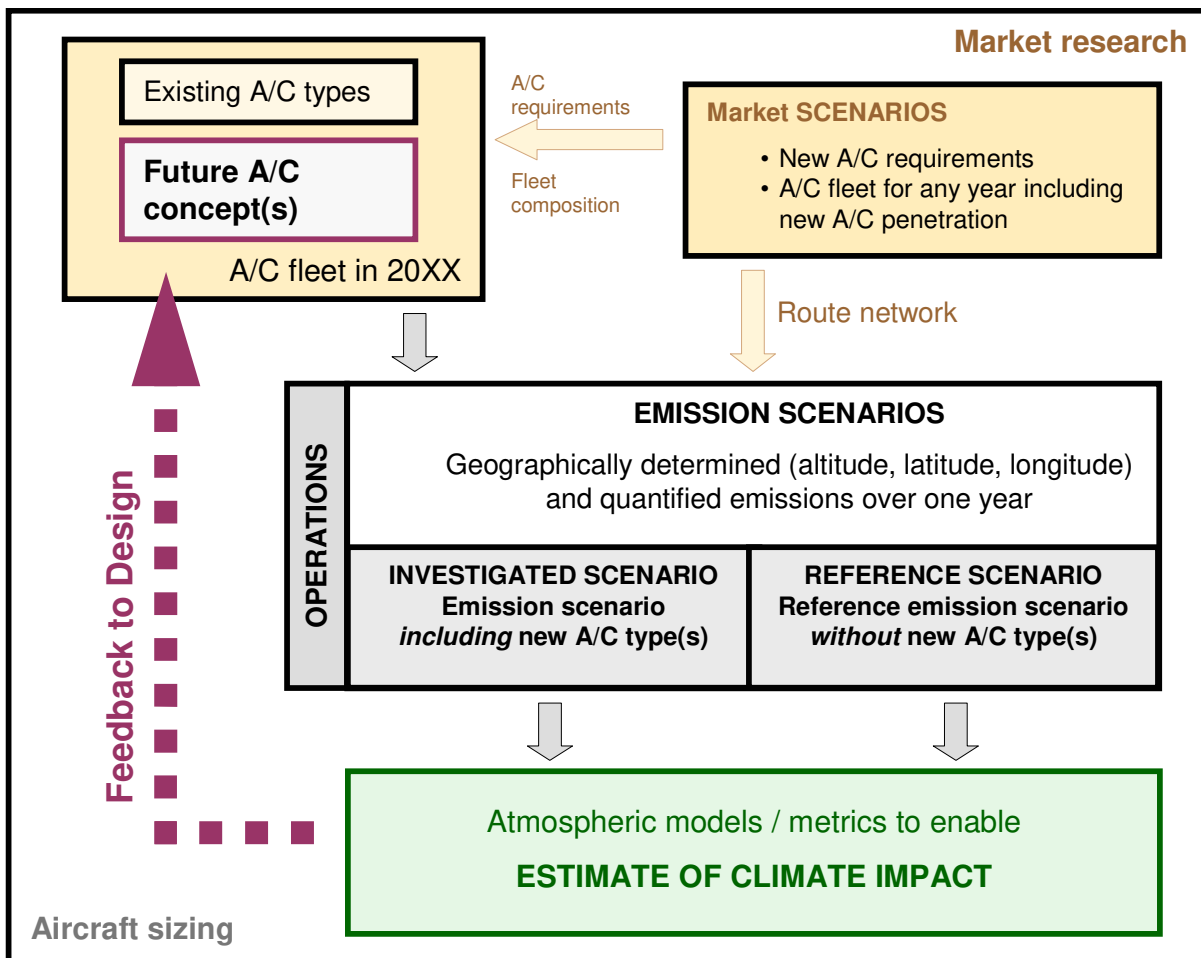 Market research
Existing A/C types
Future A/C
concept(s)
A/C fleet in 20XX
A/C
requirements
Fleet
composition
Market SCENARIOS
• New A/C requirements
• A/C fleet for any year including
new A/C penetration
Route network
OPERATIONS
EMISSION SCENARIOS
Geographically determined (altitude, latitude, longitude)
and quantified emissions over one year
INVESTIGATED SCENARIO
Emission scenario
including new A/C type(s)
REFERENCE SCENARIO
Reference emission scenario
without new A/C type(s)
Feedback to Design
Atmospheric models / metrics to enable
ESTIMATE OF CLIMATE IMPACT
Aircraft sizing